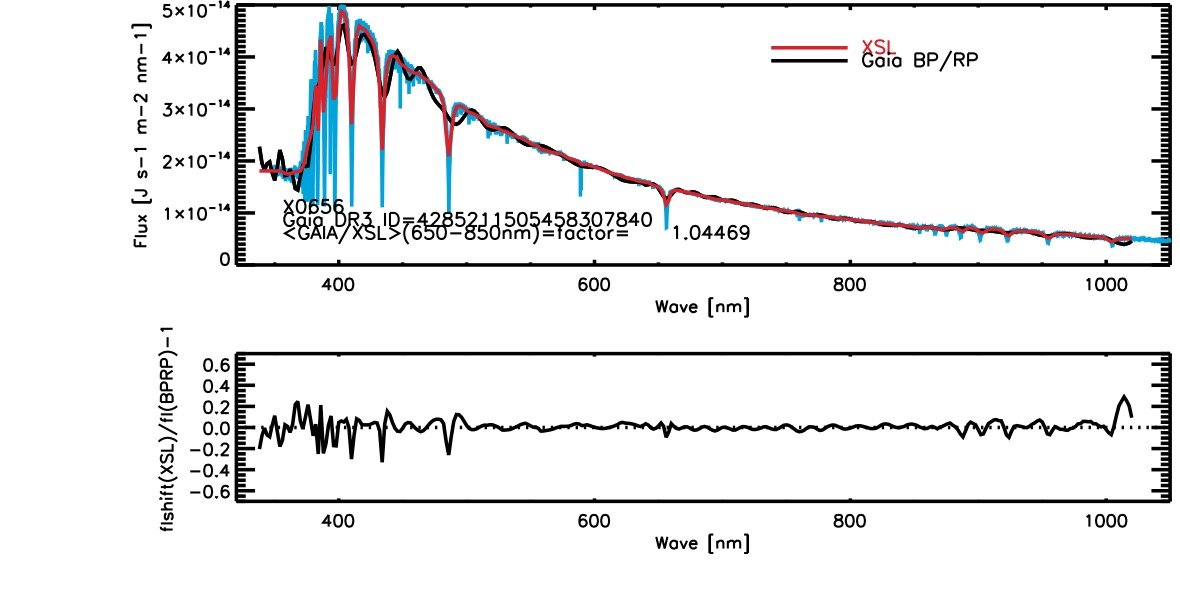 5×10−14
4×10−14
3×10−14
2×10−14
1×10−14
0
Flux [J s−1 m−2 nm−1]
XSL
Gaia BP/RP
X0656
Gaia DR3 ID=4285211505458307840
<GAIA/XSL>(650−850nm)=factor= 1.04469
400 600 800 1000
Wave [nm]
0.6
0.4
0.2
0.0
−0.2
−0.4
−0.6
flshift(XSL)/fl(BPRP)−1
400 600 800 1000
Wave [nm]